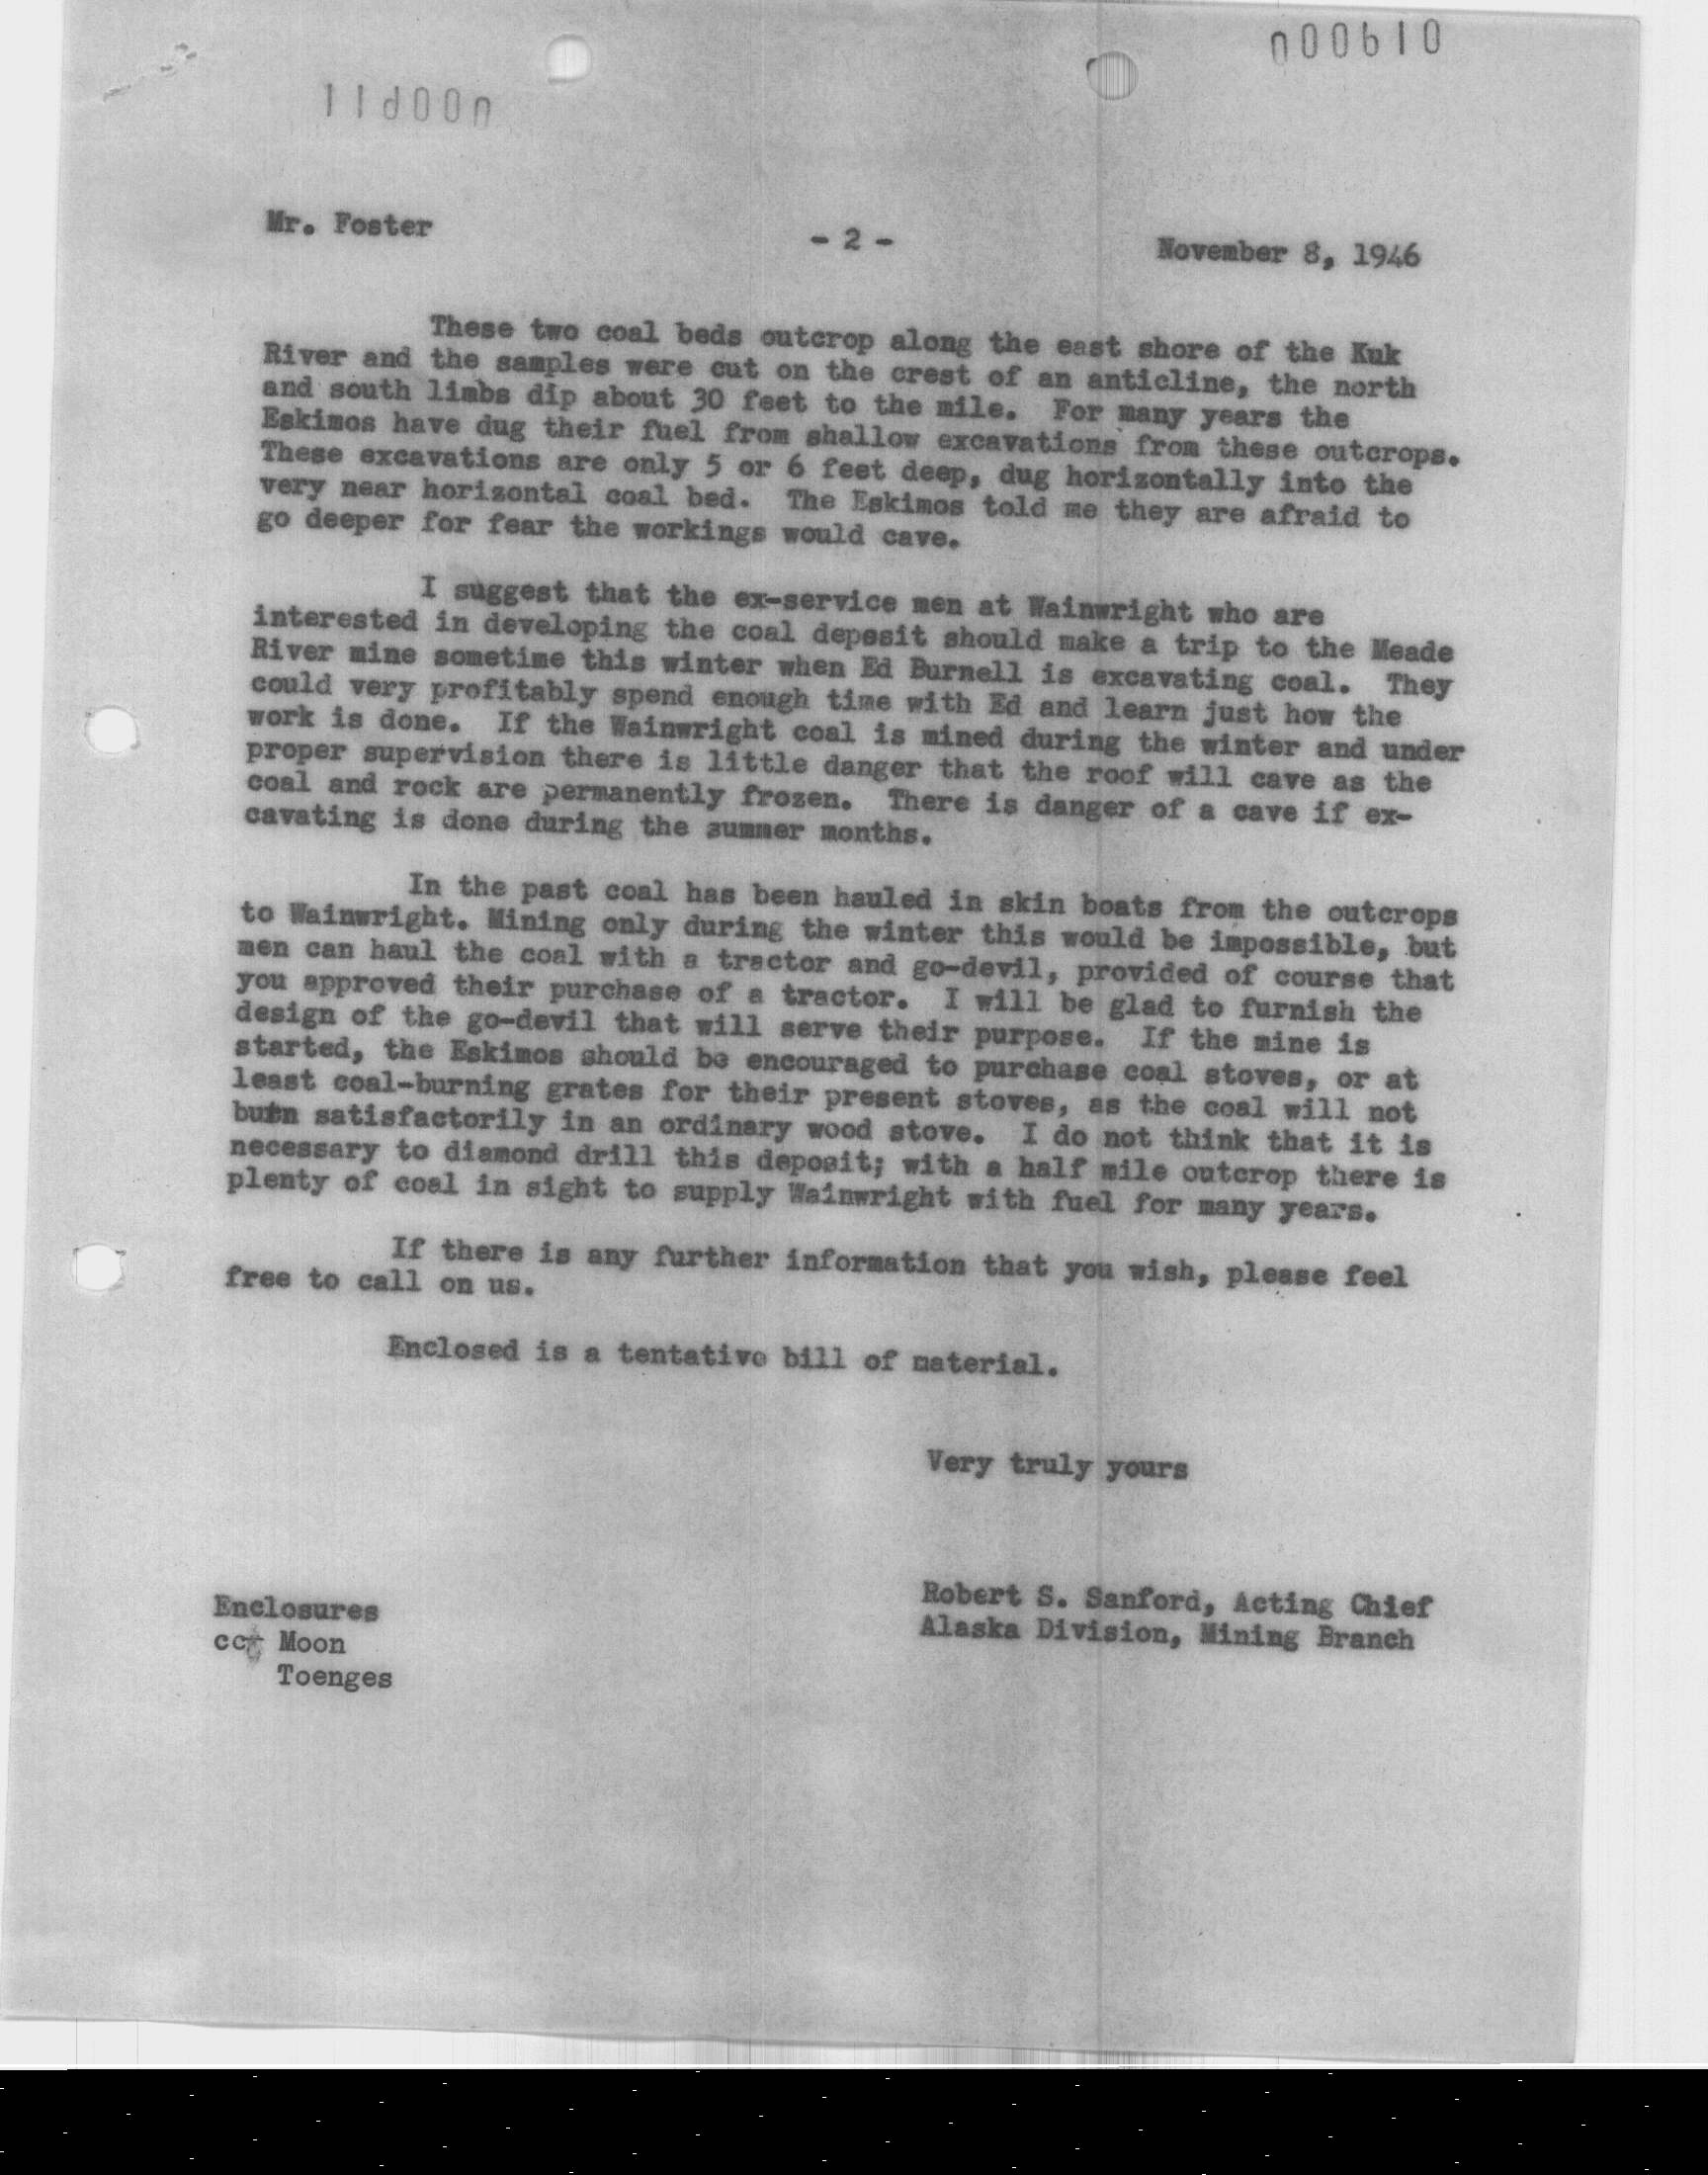 000610
Mr. Foster
- 2 -
November 8, 1946
These two coal beds outcrop along the east shore of the Kuk
River and the samples were cut on the crest of an anticline, the north
and south limbs dip about 30 feet to the mile. For many years the
Eskimos have dug their fuel from shallow excavations from these outcrops.
These excavations are only 5 or 6 feet deep, dug horizontally into the
very near horizontal coal bed. The Eskimos told me they are afraid to
go deeper for fear the workings would cave.
I suggest that the ex-service men at Wainwright who are
interested in developing the coal deposit should make a trip to the Meade
River mine sometime this winter when Ed Burnell is excavating coal. They
could very profitably spend enough time with Ed and learn just how the
work is done. If the Wainwright coal is mined during the winter and under
proper supervision there is little danger that the roof will cave as the
coal and rock are permanently frozen. There is danger of a cave if ex-
cavating is done during the summer months.
In the past coal has been hauled in skin boats from the outcrops
to Wainwright. Mining only during the winter this would be impossible, but
men can haul the coal with a tractor and go-devil, provided of course that
you approved their purchase of a tractor. I will be glad to furnish the
design of the go-devil that will serve their purpose. If the mine is
started, the Eskimos should be encouraged to purchase coal stoves, or at
least coal-burning grates for their present stoves, as the coal will not
burn satisfactorily in an ordinary wood stove. I do not think that it is
necessary to diamond drill this deposit; with a half mile outcrop there is
plenty of coal in sight to supply Wainwright with fuel for many years.
If there is any further information that you wish, please feel
free to call on us.
Enclosed is a tentative bill of material.
Very truly yours
Robert S. Sanford, Acting Chief
Alaska Division, Mining Branch
Enclosures
cc: Moon
Toenges